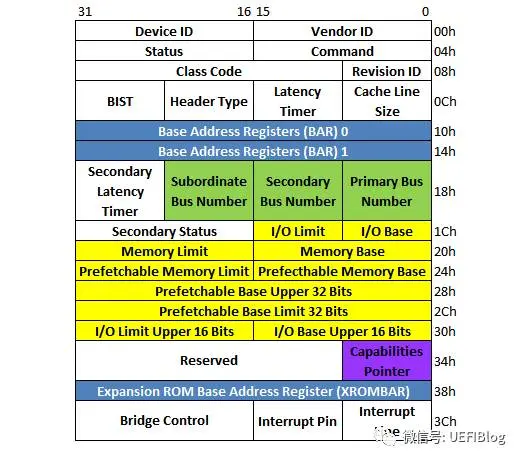 31 16 15 0
Device ID Vendor ID 00h
Status Command 04h
Class Code Revision ID 08h
BIST Header Type Latency Timer Cache Line Size 0Ch
Base Address Registers (BAR) 0 10h
Base Address Registers (BAR) 1 14h
Secondary Latency Timer Subordinate Bus Number Secondary Bus Number Primary Bus Number 18h
Secondary Status I/O Limit I/O Base 1Ch
Memory Limit Memory Base 20h
Prefetchable Memory Limit Prefecthable Memory Base 24h
Prefetchable Base Upper 32 Bits 28h
Prefetchable Base Limit 32 Bits 2Ch
I/O Limit Upper 16 Bits I/O Base Upper 16 Bits 30h
Reserved Capabilities Pointer 34h
Expansion ROM Base Address Register (XROMBAR) 38h
Bridge Control Interrupt Pin Interrupt 3Ch
微信号: UEFIBlog